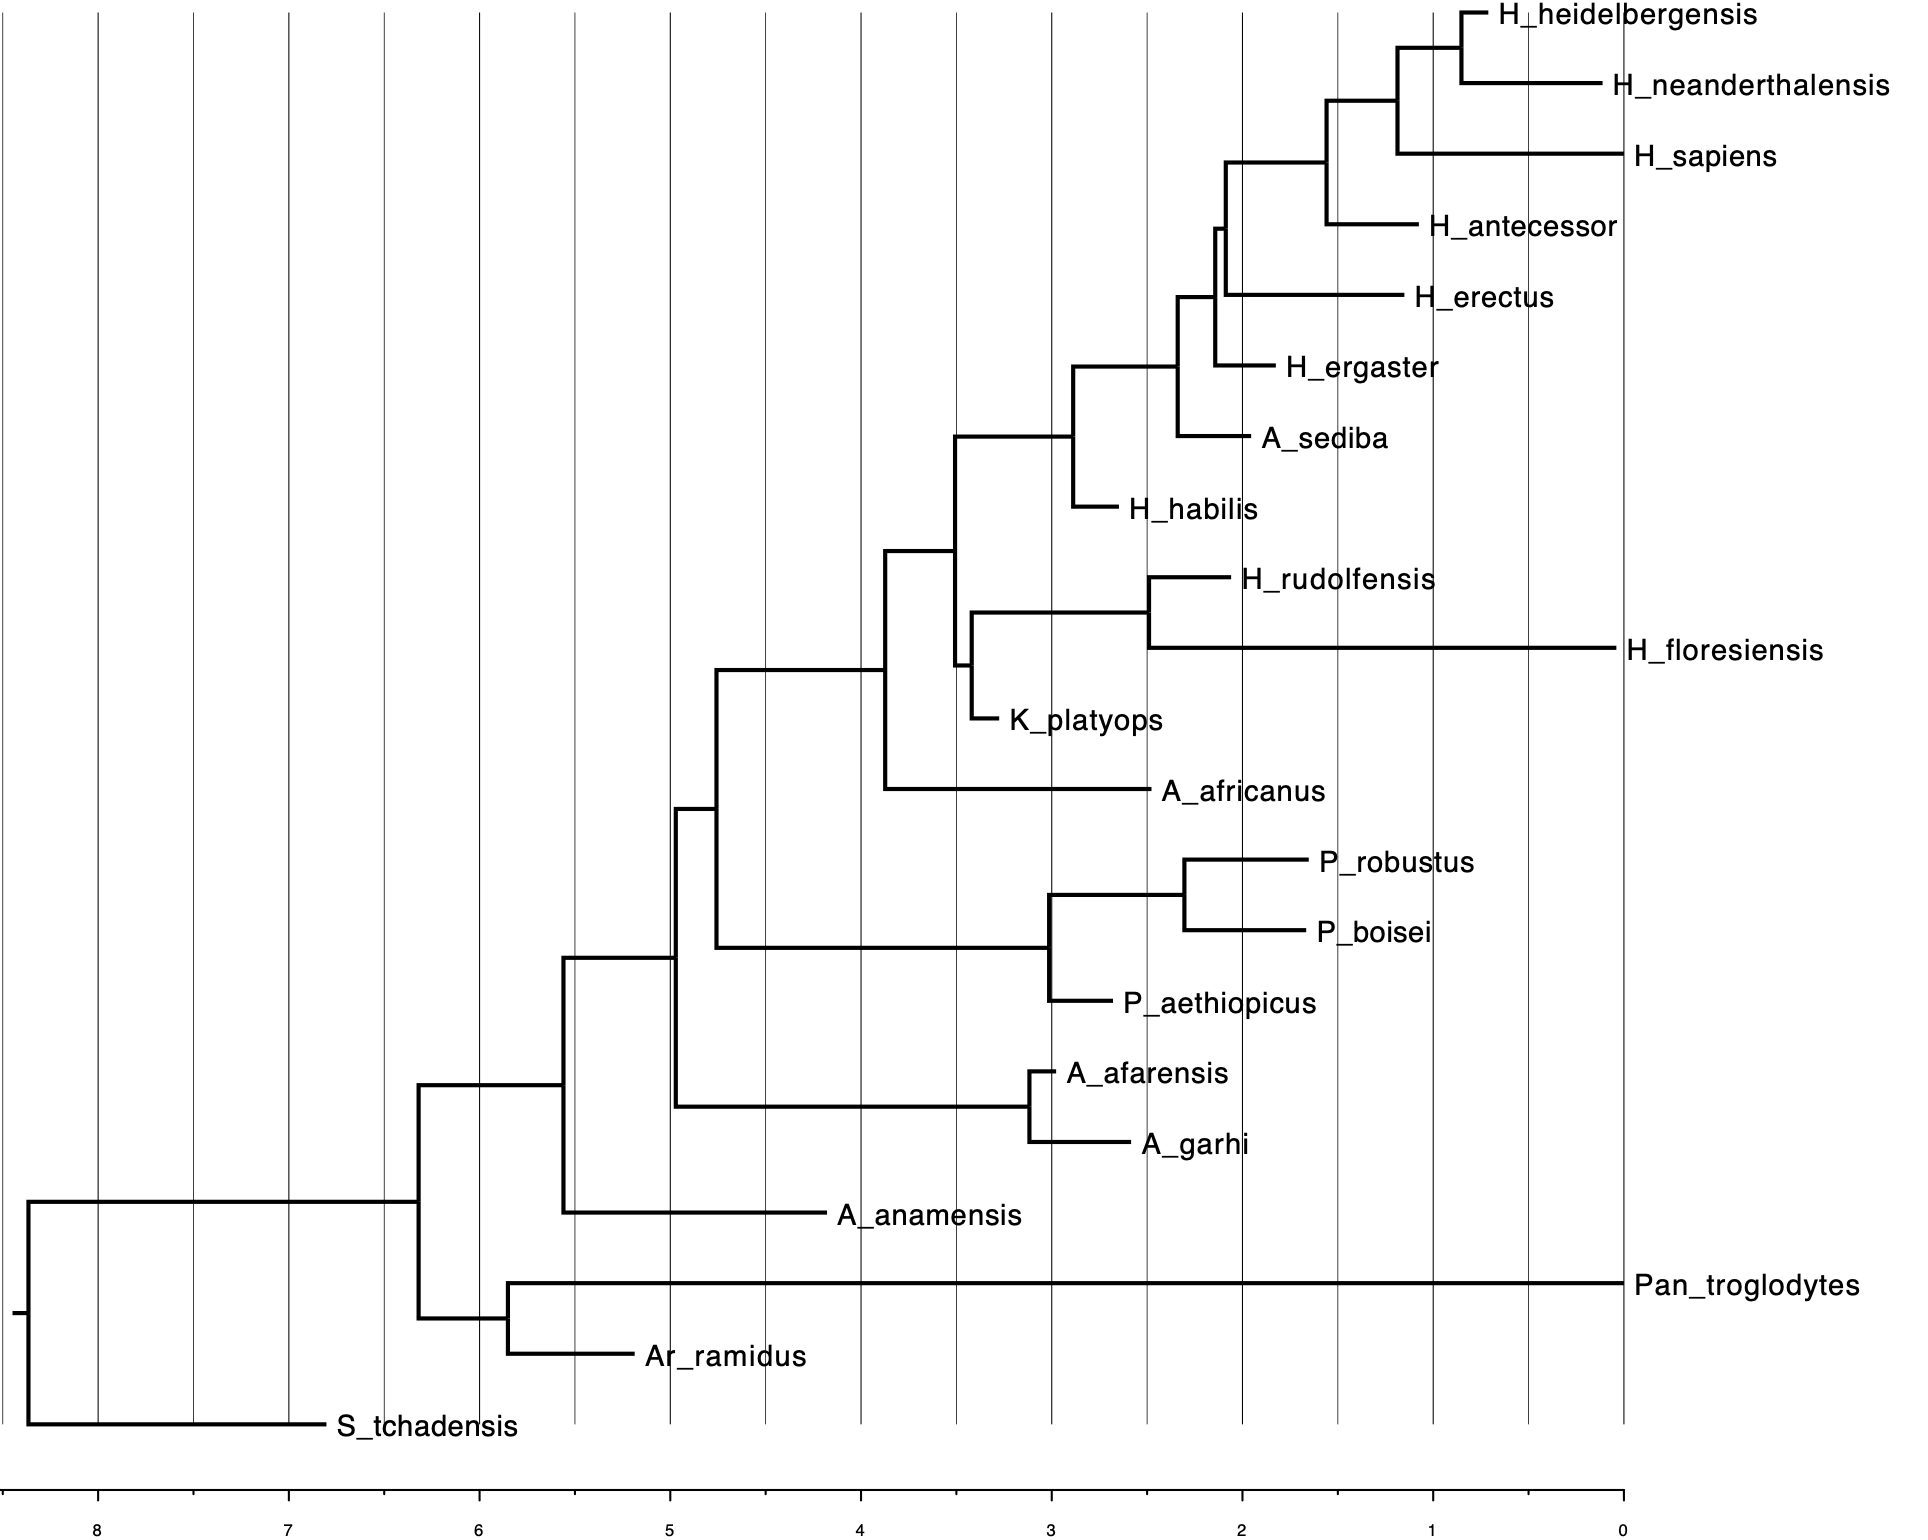 H_heidelbergensis
H_neanderthalensis
H_sapiens
H_antecessor
H_erectus
H_ergaster
A_sediba
H_habilis
H_rudolfensis
H_floresiensis
K_platyops
A_africanus
P_robustus
P_boisei
P_aethiopicus
A_afarensis
A_garhi
A_anamensis
Pan_troglodytes
Ar_ramidus
S_tchadensis
8 7 6 5 4 3 2 1 0